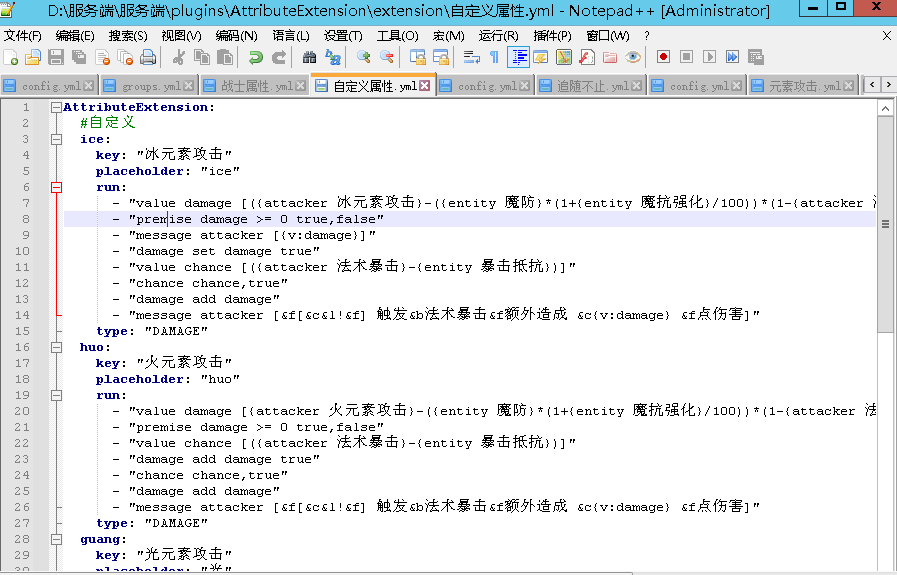 D:\服务端\服务端\plugins\AttributeExtension\extension\自定义属性.yml - Notepad++ [Administrator]
文件(F) 编辑(E) 搜索(S) 视图(V) 编码(N) 语言(L) 设置(T) 工具(O) 宏(M) 运行(R) 插件(P) 窗口(W) ? X
config.yml groups.yml 战士属性.yml 自定义属性.yml config.yml 追随不止.yml config.yml 元素攻击.yml
1 AttributeExtension:
2 #自定义
3 ice:
4 key: "冰元素攻击"
5 placeholder: "ice"
6 run:
7 - "value damage [({attacker 冰元素攻击}-({entity 魔防}*(1+{entity 魔抗强化}/100))*(1-{attacker 法
8 - "premise damage >= 0 true,false"
9 - "message attacker [{v:damage}]"
10 - "damage set damage true"
11 - "value chance [({attacker 法术暴击}-{entity 暴击抵抗})]"
12 - "chance chance,true"
13 - "damage add damage"
14 - "message attacker [&f[&c&l!&f] 触发&b法术暴击&f额外造成 &c{v:damage} &f点伤害]"
15 type: "DAMAGE"
16 huo:
17 key: "火元素攻击"
18 placeholder: "huo"
19 run:
20 - "value damage [{attacker 火元素攻击}-({entity 魔防}*(1+{entity 魔抗强化}/100))*(1-{attacker 法
21 - "premise damage >= 0 true,false"
22 - "value chance [({attacker 法术暴击}-{entity 暴击抵抗})]"
23 - "damage add damage true"
24 - "chance chance,true"
25 - "damage add damage"
26 - "message attacker [&f[&c&l!&f] 触发&b法术暴击&f额外造成 &c{v:damage} &f点伤害]"
27 type: "DAMAGE"
28 guang:
29 key: "光元素攻击"
30 placeholder: "光"